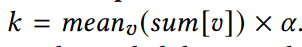 k = mean_v(sum[v]) × α.